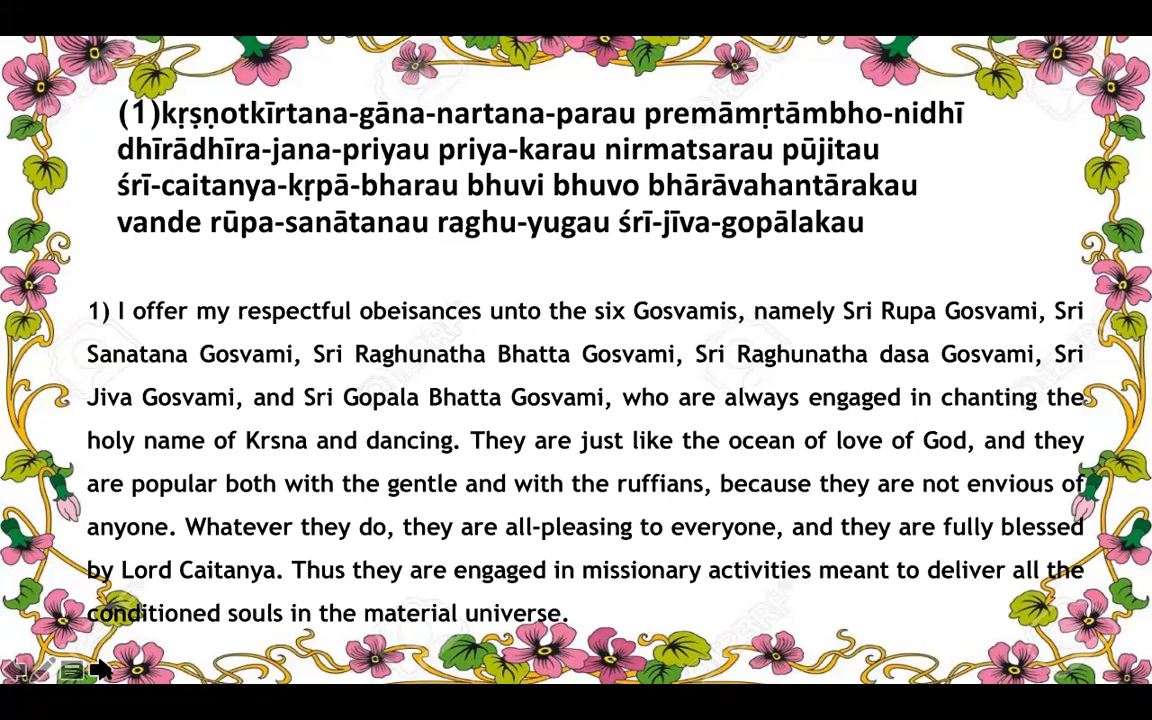 (1)kṛṣṇotkīrtana-gāna-nartana-parau premāmṛtāmbho-nidhī
dhīrādhīra-jana-priyau priya-karau nirmatsarau pūjitau
śrī-caitanya-kṛpā-bharau bhuvi bhuvo bhārāvahantārakau
vande rūpa-sanātanau raghu-yugau śrī-jīva-gopālakau
1) I offer my respectful obeisances unto the six Gosvamis, namely Sri Rupa Gosvami, Sri
Sanatana Gosvami, Sri Raghunatha Bhatta Gosvami, Sri Raghunatha dasa Gosvami, Sri
Jiva Gosvami, and Sri Gopala Bhatta Gosvami, who are always engaged in chanting the
holy name of Krsna and dancing. They are just like the ocean of love of God, and they
are popular both with the gentle and with the ruffians, because they are not envious of
anyone. Whatever they do, they are all-pleasing to everyone, and they are fully blessed
by Lord Caitanya. Thus they are engaged in missionary activities meant to deliver all the
conditioned souls in the material universe.